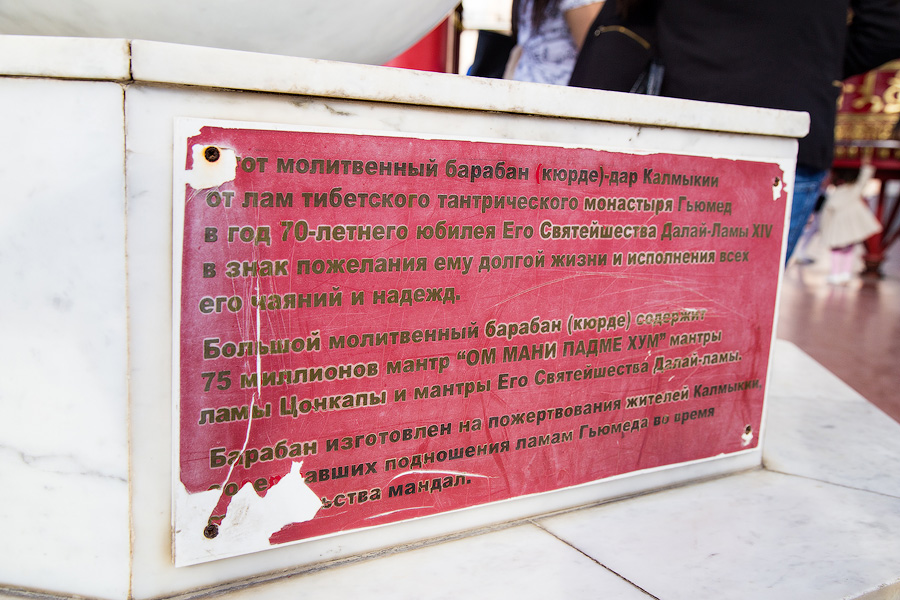 молитвенный барабан (кюрде)-дар Калмыкии
от лам тибетского тантрического монастыря Гьюмед
в год 70-летнего юбилея Его Святейшества Далай-Ламы XIV
в знак пожелания ему долгой жизни и исполнения всех
его чаяний и надежд.
Большой молитвенный барабан (кюрде) содержит
75 миллионов мантр "ОМ МАНИ ПАДМЕ ХУМ" мантры
ламы Цонкапы и мантры Его Святейшества Далай-ламы.
Барабан изготовлен на пожертвования жителей Калмыкии,
подношения ламам Гьюмеда во время
мандал.